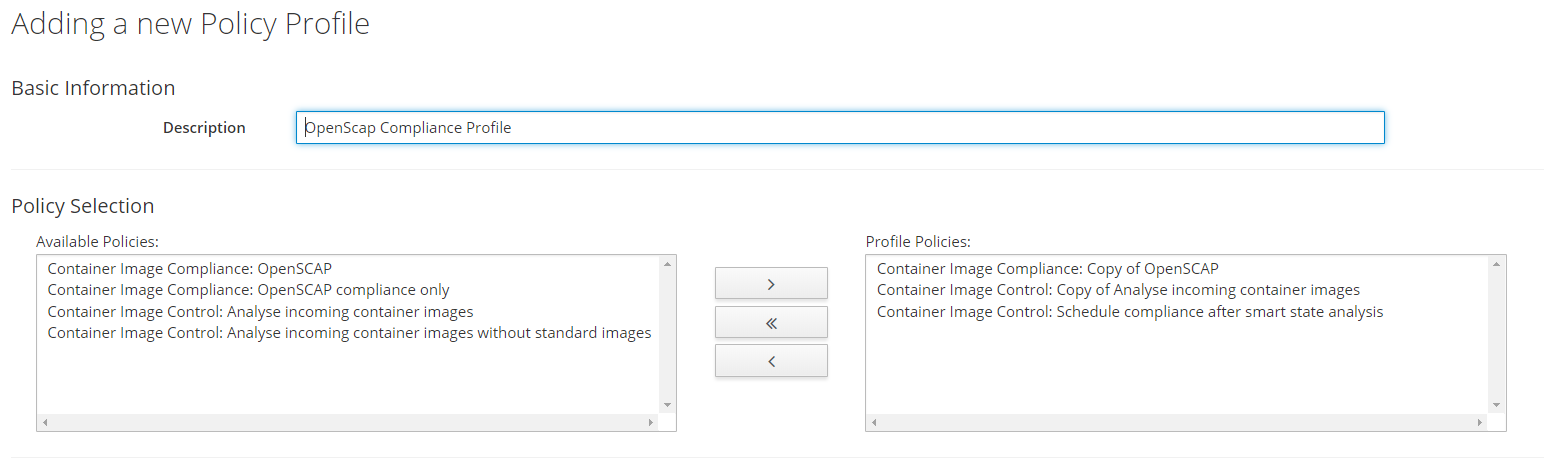 Adding a new Policy Profile
Basic Information
Description
OpenScap Compliance Profile
Policy Selection
Available Policies:
Container Image Compliance: OpenSCAP
Container Image Compliance: OpenSCAP compliance only
Container Image Control: Analyse incoming container images
Container Image Control: Analyse incoming container images without standard images
Profile Policies:
Container Image Compliance: Copy of OpenSCAP
Container Image Control: Copy of Analyse incoming container images
Container Image Control: Schedule compliance after smart state analysis